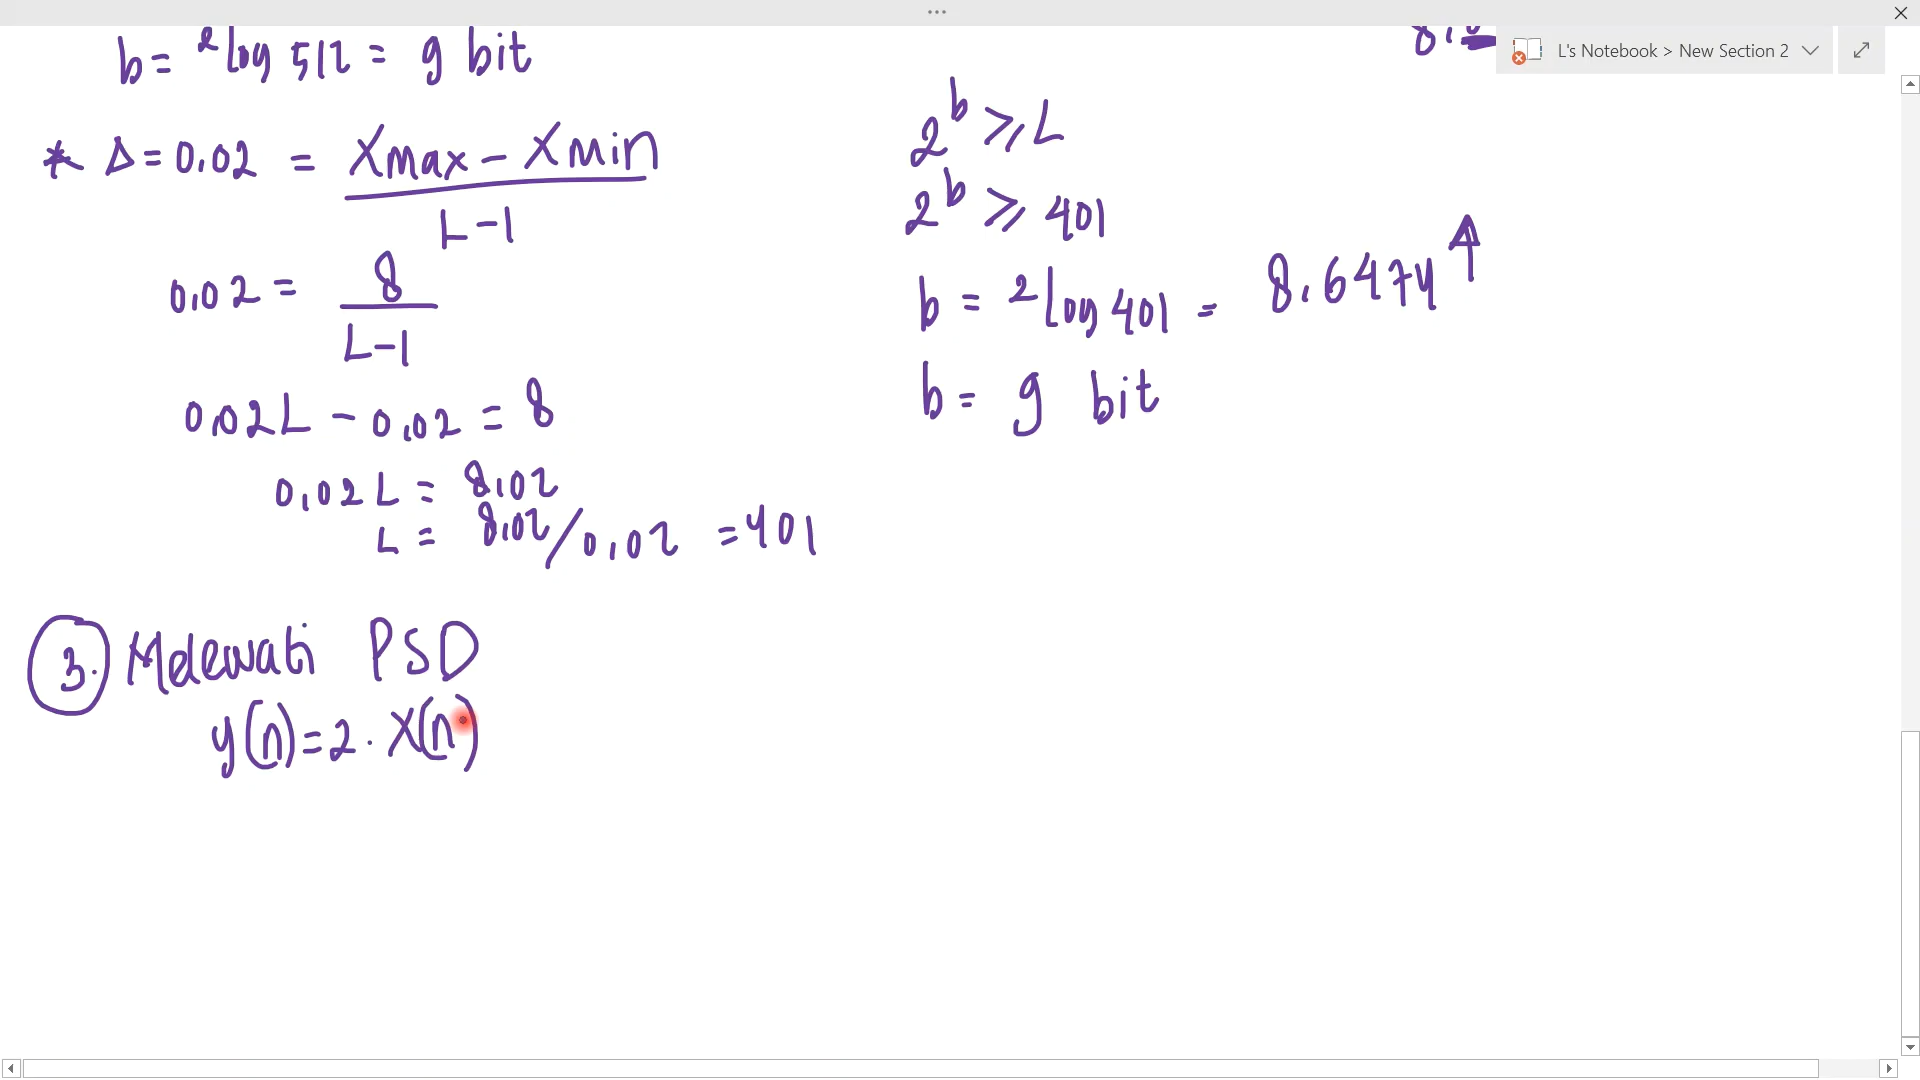 ...
L's Notebook > New Section 2
b = ²log 512 = 9 bit
* Δ = 0.02 = Xmax - Xmin / L-1
0.02 = 8 / L-1
0.02L - 0.02 = 8
0.02 L = 8.02
L = 8.02/0.02 = 401
2^b ⩾ L
2^b ⩾ 401
b = ²log 401 = 8.6474 ↑
b = 9 bit
3. Melewati PSD
y(n) = 2 . X(n)